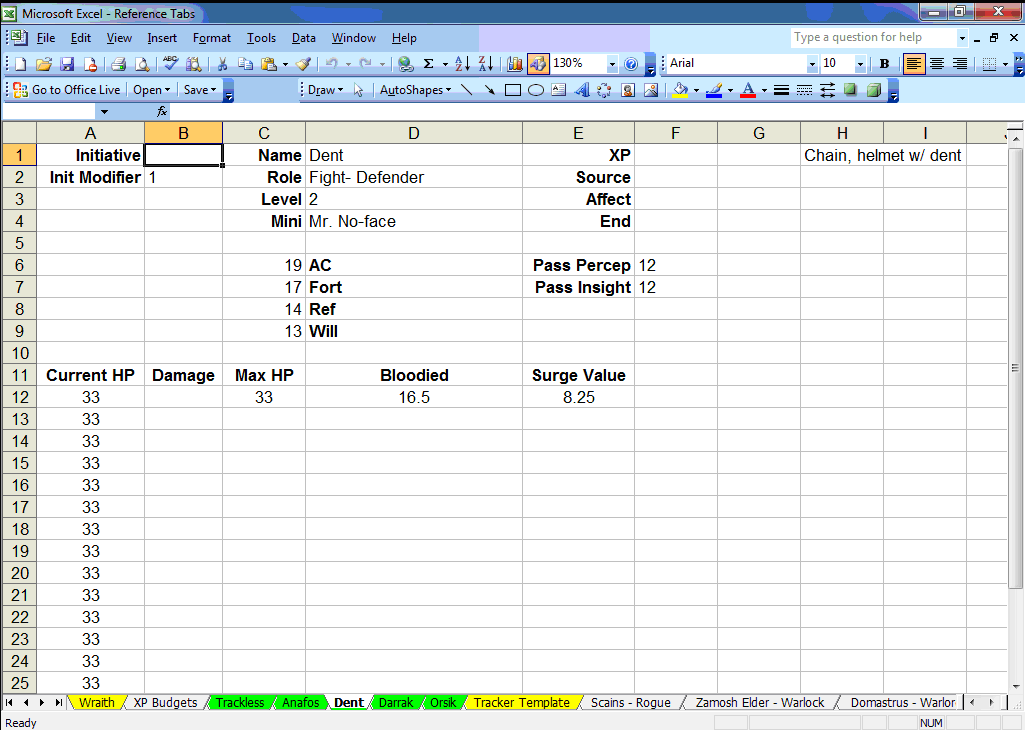 Microsoft Excel - Reference Tabs
File Edit View Insert Format Tools Data Window Help Type a question for help
ABC Σ A Z Z A 130% ? Arial 10 B
Go to Office Live Open Save Draw AutoShapes A A
fx
A B C D E F G H I
1 Initiative Name Dent XP Chain, helmet w/ dent
2 Init Modifier 1 Role Fight- Defender Source
3 Level 2 Affect
4 Mini Mr. No-face End
5
6 19 AC Pass Percep 12
7 17 Fort Pass Insight 12
8 14 Ref
9 13 Will
10
11 Current HP Damage Max HP Bloodied Surge Value
12 33 33 16.5 8.25
13 33
14 33
15 33
16 33
17 33
18 33
19 33
20 33
21 33
22 33
23 33
24 33
25 33
Wraith XP Budgets Trackless Anafos Dent Darrak Orsik Tracker Template Scains - Rogue Zamosh Elder - Warlock Domastrus - Warlor
Ready NUM